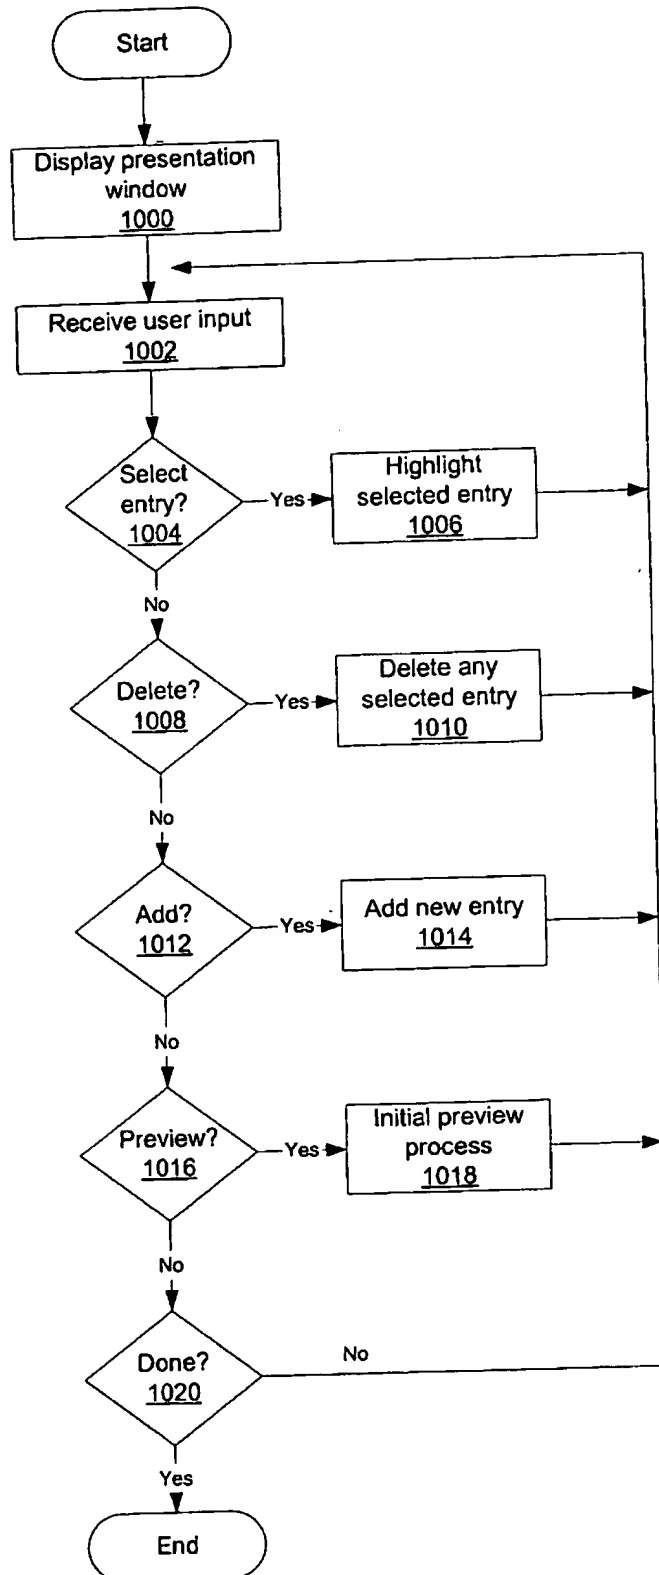 Start
Display presentation
window
1000
Receive user input
1002
Select
entry?
1004
Yes
Highlight
selected entry
1006
No
Delete?
1008
Yes
Delete any
selected entry
1010
No
Add?
1012
Yes
Add new entry
1014
No
Preview?
1016
Yes
Initial preview
process
1018
No
Done?
1020
No
Yes
End